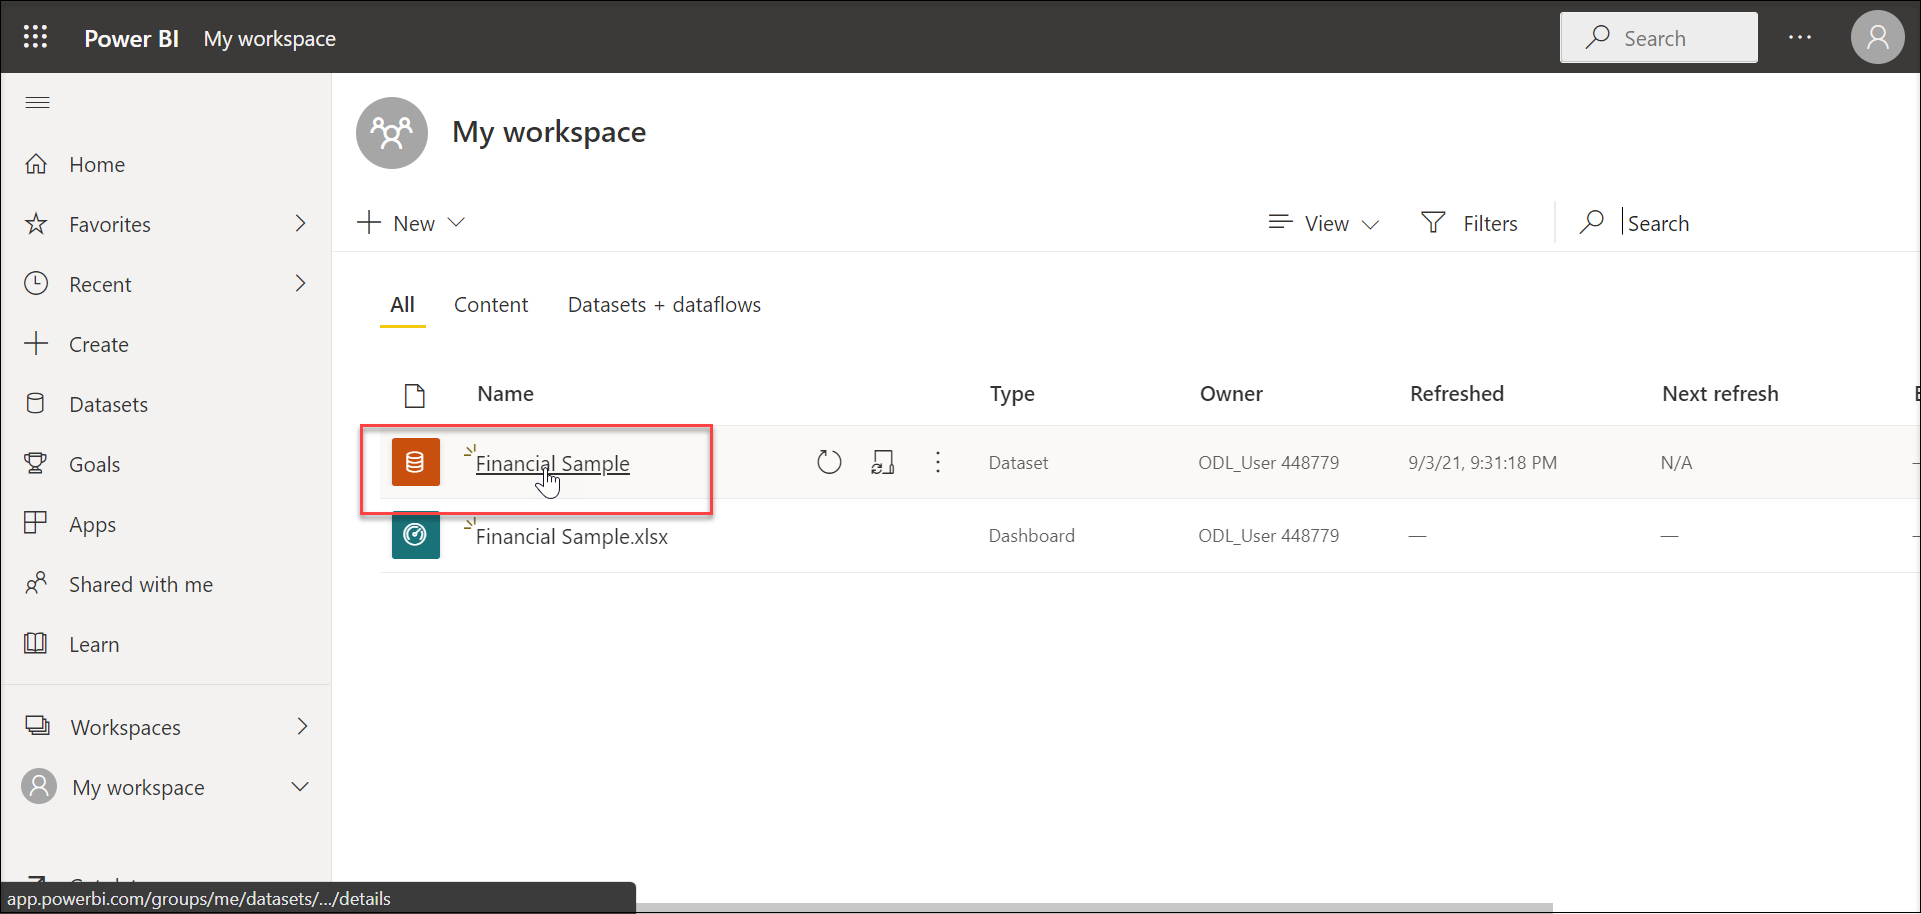 Power BI My workspace
Search
Home
Favorites
Recent
Create
Datasets
Goals
Apps
Shared with me
Learn
Workspaces
My workspace
app.powerbi.com/groups/me/datasets/.../details
My workspace
New
View
Filters
Search
All Content Datasets + dataflows
Name Type Owner Refreshed Next refresh
Financial Sample Dataset ODL_User 448779 9/3/21, 9:31:18 PM N/A
Financial Sample.xlsx Dashboard ODL_User 448779 — —